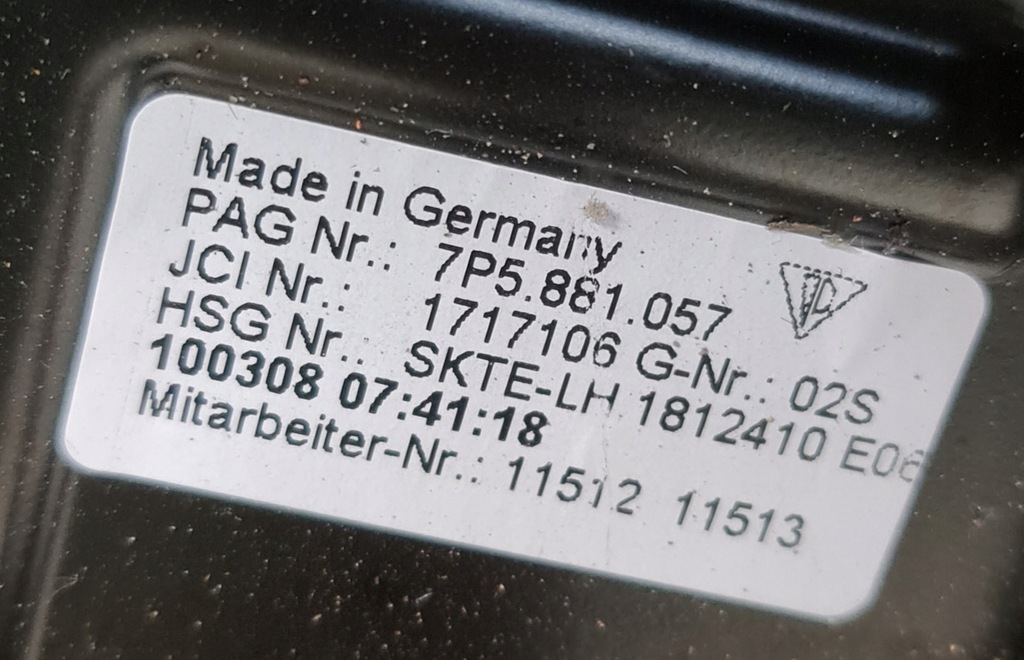 Made in Germany
PAG Nr.: 7P5.881.057
JCI Nr.: 1717106 G-Nr.: 02S
HSG Nr.: SKTE-LH 1812410 E06
100308 07:41:18
Mitarbeiter-Nr.: 11512 11513